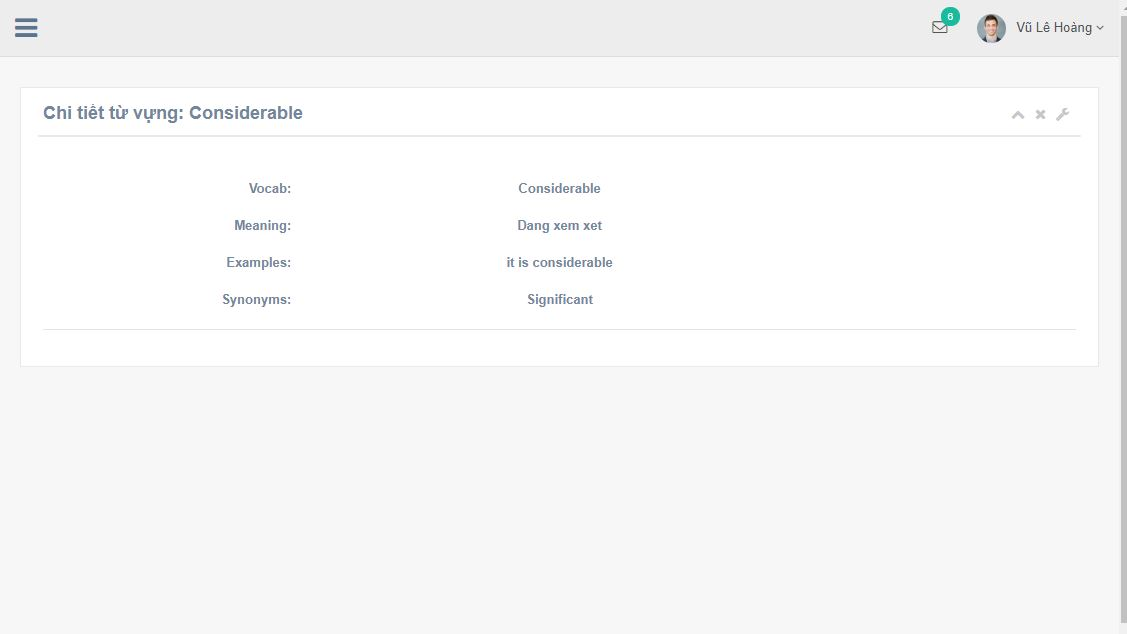 6
Vũ Lê Hoàng
Chi tiết từ vựng: Considerable
Vocab: Considerable
Meaning: Dang xem xet
Examples: it is considerable
Synonyms: Significant